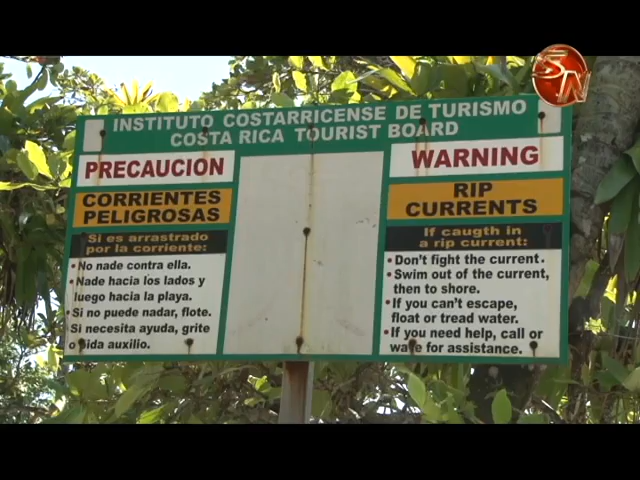 INSTITUTO COSTARRICENSE DE TURISMO
COSTA RICA TOURIST BOARD
PRECAUCION
CORRIENTES
PELIGROSAS
Si es arrastrado
por la corriente:
• No nade contra ella.
• Nade hacia los lados y
luego hacia la playa.
• Si no puede nadar, flote.
Si necesita ayuda, grite
o pida auxilio.
WARNING
RIP
CURRENTS
If caugth in
a rip current:
• Don't fight the current.
• Swim out of the current,
then to shore.
• If you can't escape,
float or tread water.
• If you need help, call or
wave for assistance.
SN